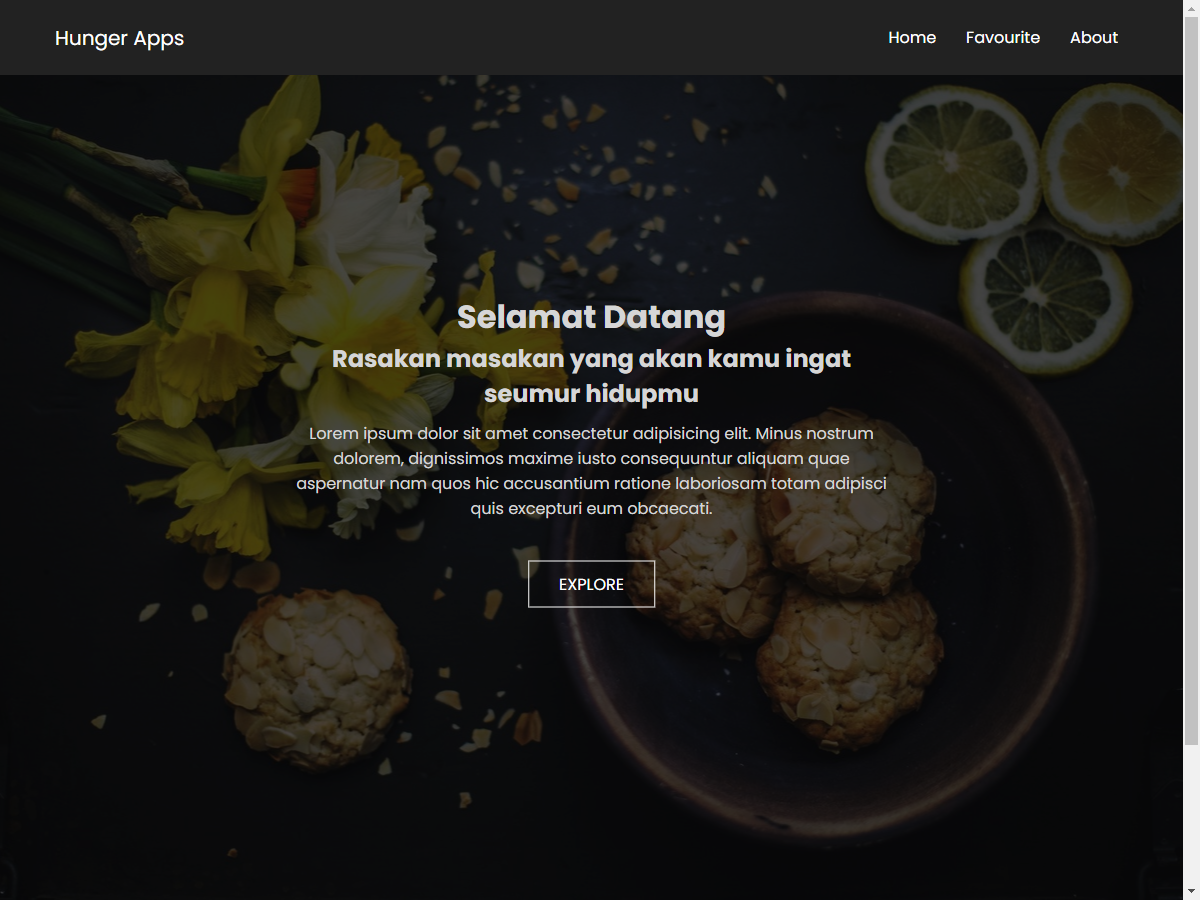 Hunger Apps
Home Favourite About
Selamat Datang
Rasakan masakan yang akan kamu ingat
seumur hidupmu
Lorem ipsum dolor sit amet consectetur adipisicing elit. Minus nostrum
dolorem, dignissimos maxime iusto consequuntur aliquam quae
aspernatur nam quos hic accusantium ratione laboriosam totam adipisci
quis excepturi eum obcaecati.
EXPLORE